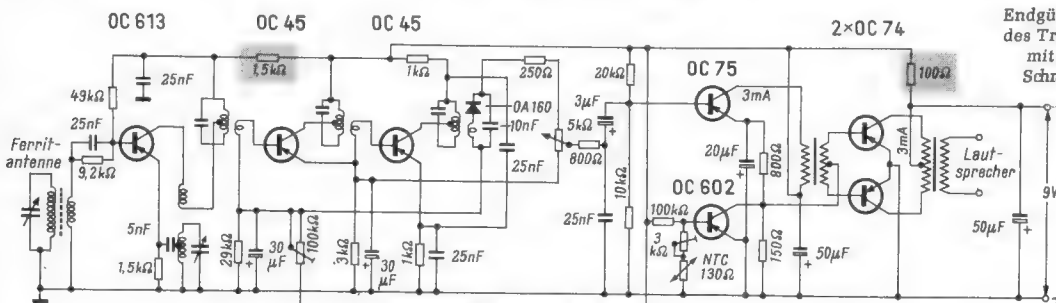 OC 613
OC 45
OC 45
2×OC 74
Endgü
des Tr
mit
Schn
25nF
1,5kΩ
1kΩ
250Ω
20kΩ
OC 75
100Ω
49kΩ
25nF
OA160
10nF
3µF
5kΩ
3mA
3mA
Ferrit-
antenne
9,2kΩ
25nF
800Ω
20µF
800Ω
Laut-
sprecher
9V
10kΩ
OC 602
5nF
25nF
100kΩ
50µF
1,5kΩ
29kΩ
30
µF
100kΩ
3kΩ
30
µF
1kΩ
25nF
3
kΩ
NTC
130Ω
150Ω
50µF